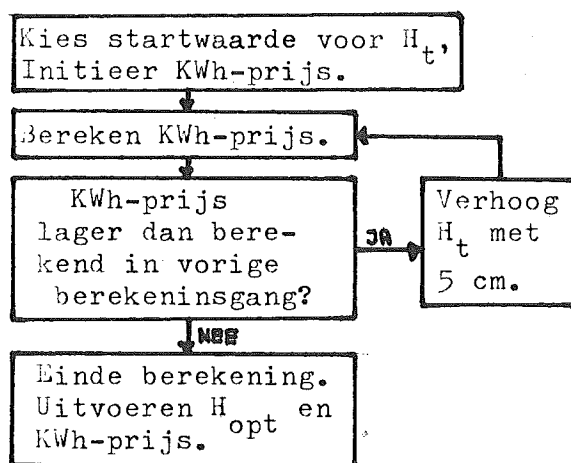 Kies startwaarde voor H_t,
Initieer KWh-prijs.
Bereken KWh-prijs.
KWh-prijs
lager dan bere-
kend in vorige
berekeninsgang?
JA
Verhoog
H_t met
5 cm.
NEE
Einde berekening.
Uitvoeren H_opt en
KWh-prijs.